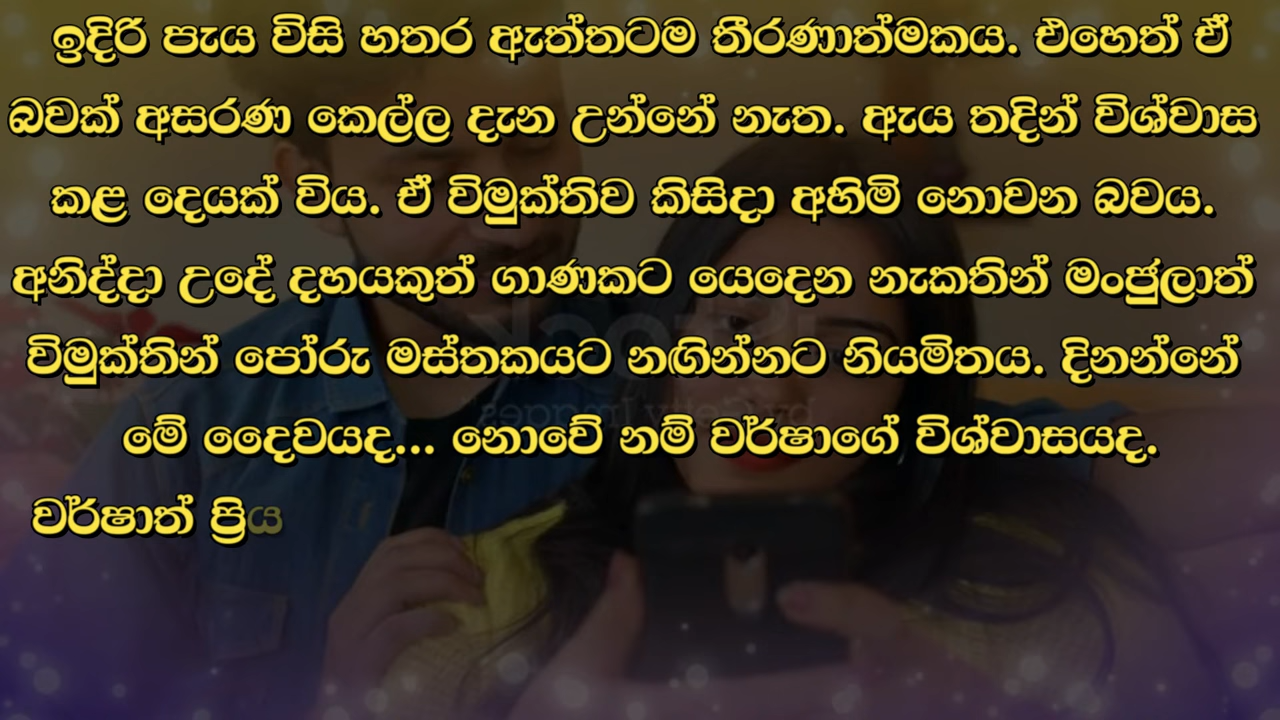 ඉදිරි පැය විසි හතර ඇත්තටම තීරණාත්මකය. එහෙත් ඒ
බවක් අසරණ කෙල්ල දැන උන්නේ නැත. ඇය තදින් විශ්වාස
කළ දෙයක් විය. ඒ විමුක්තිව කිසිදා අහිමි නොවන බවය.
අනිද්දා උදේ දහයකුත් ගාණකට යෙදෙන නැකතින් මංජුලාත්
විමුක්තිත් පෝරු මස්තකයට නඟින්නට නියමිතය. දිනන්නේ
මේ දෛවයද... නොවේ නම් වර්ෂාගේ විශ්වාසයද.
වර්ෂාත් ප්‍රිය